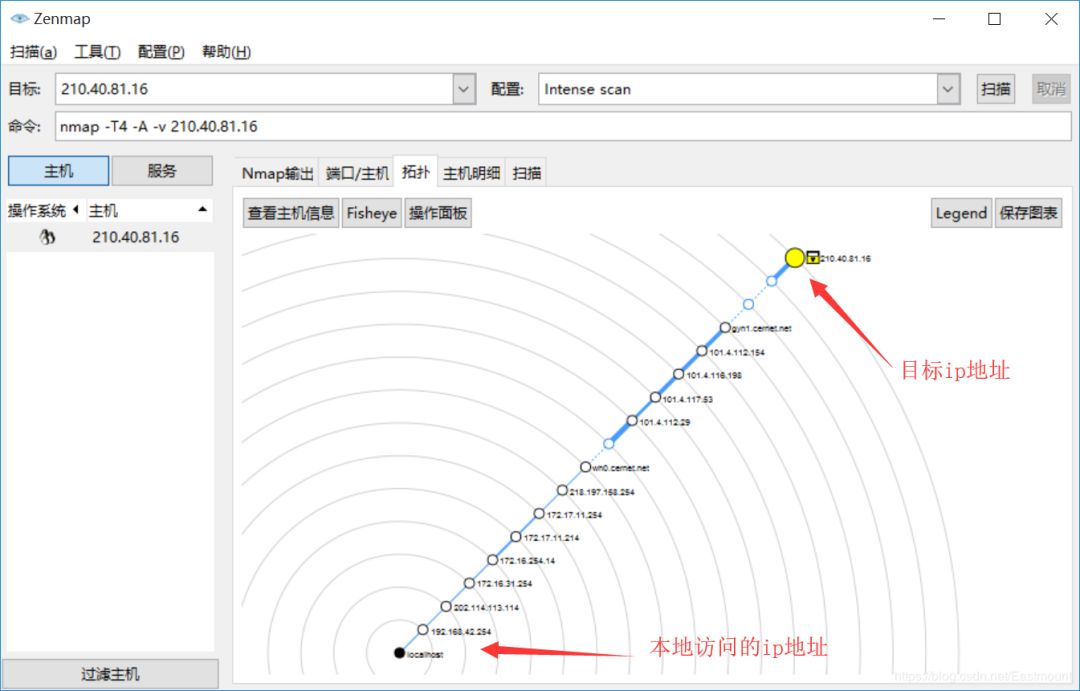 Zenmap
扫描(a) 工具(T) 配置(P) 帮助(H)
目标: 210.40.81.16 配置: Intense scan 扫描 取消
命令: nmap -T4 -A -v 210.40.81.16
主机 服务 Nmap输出 端口/主机 拓扑 主机明细 扫描
操作系统 主机
210.40.81.16
查看主机信息 Fisheye 操作面板 Legend 保存图表
210.40.81.16
gyn1.cernet.net
101.4.112.154
目标ip地址
101.4.116.198
101.4.117.53
101.4.112.29
wh0.cernet.net
218.197.158.254
172.17.11.254
172.17.11.214
172.16.254.14
172.16.31.254
202.114.113.114
192.168.42.254
本地访问的ip地址
localhost
过滤主机
https://blog.csdn.net/Eastmount